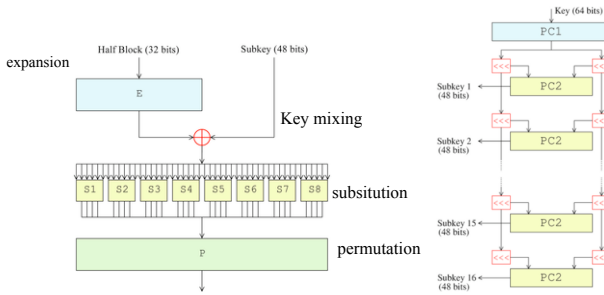 Half Block (32 bits)
Subkey (48 bits)
expansion
E
Key mixing
S1 S2 S3 S4 S5 S6 S7 S8
subsitution
P
permutation
Key (64 bits)
PC1
<<< <<<
Subkey 1
(48 bits)
PC2
<<< <<<
Subkey 2
(48 bits)
PC2
<<< <<<
Subkey 15
(48 bits)
PC2
<<< <<<
Subkey 16
(48 bits)
PC2